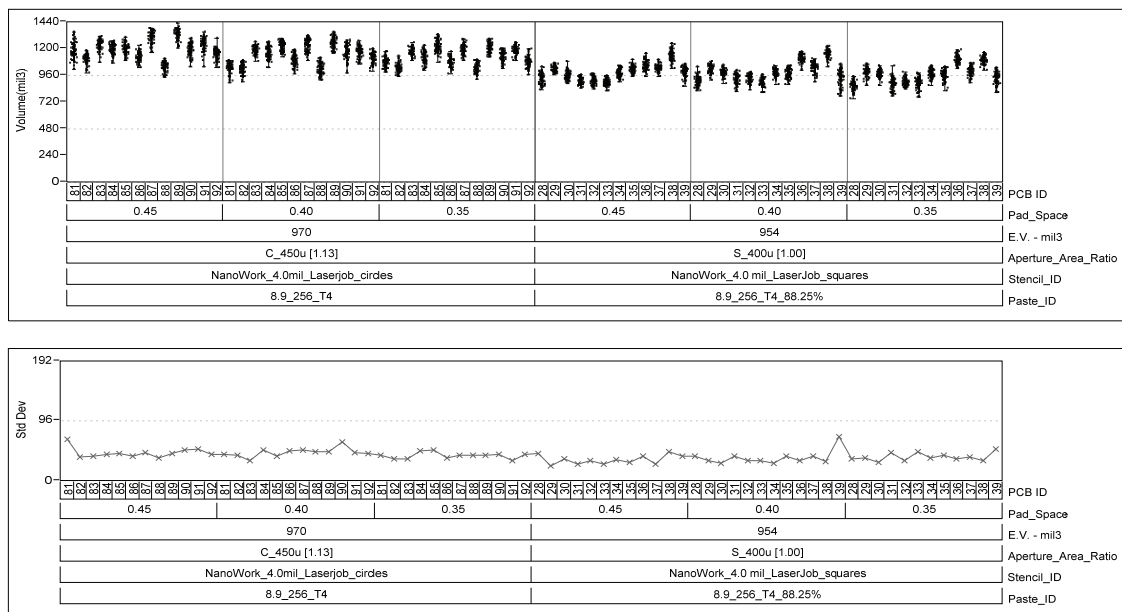 1440
1200
960
720
480
240
0
Volume(mil3)
81 82 83 84 85 86 87 88 89 90 91 92 81 82 83 84 85 86 87 88 89 90 91 92 81 82 83 84 85 86 87 88 89 90 91 92 28 29 30 31 32 33 34 35 36 37 38 39 28 29 30 31 32 33 34 35 36 37 38 39 28 29 30 31 32 33 34 35 36 37 38 39 PCB ID
0.45 0.40 0.35 0.45 0.40 0.35 Pad_Space
970 954 E.V. - mil3
C_450u [1.13] S_400u [1.00] Aperture_Area_Ratio
NanoWork_4.0mil_Laserjob_cirdes NanoWork_4.0 mil_LaserJob_squares Stencil_ID
8.9_256_T4 8.9_256_T4_88.25% Paste_ID
192
96
0
Std Dev
81 82 83 84 85 86 87 88 89 90 91 92 81 82 83 84 85 86 87 88 89 90 91 92 81 82 83 84 85 86 87 88 89 90 91 92 28 29 30 31 32 33 34 35 36 37 38 39 28 29 30 31 32 33 34 35 36 37 38 39 28 29 30 31 32 33 34 35 36 37 38 39 PCB ID
0.45 0.40 0.35 0.45 0.40 0.35 Pad_Space
970 954 E.V. - mil3
C_450u [1.13] S_400u [1.00] Aperture_Area_Ratio
NanoWork_4.0mil_Laserjob_cirdes NanoWork_4.0 mil_LaserJob_squares Stencil_ID
8.9_256_T4 8.9_256_T4_88.25% Paste_ID